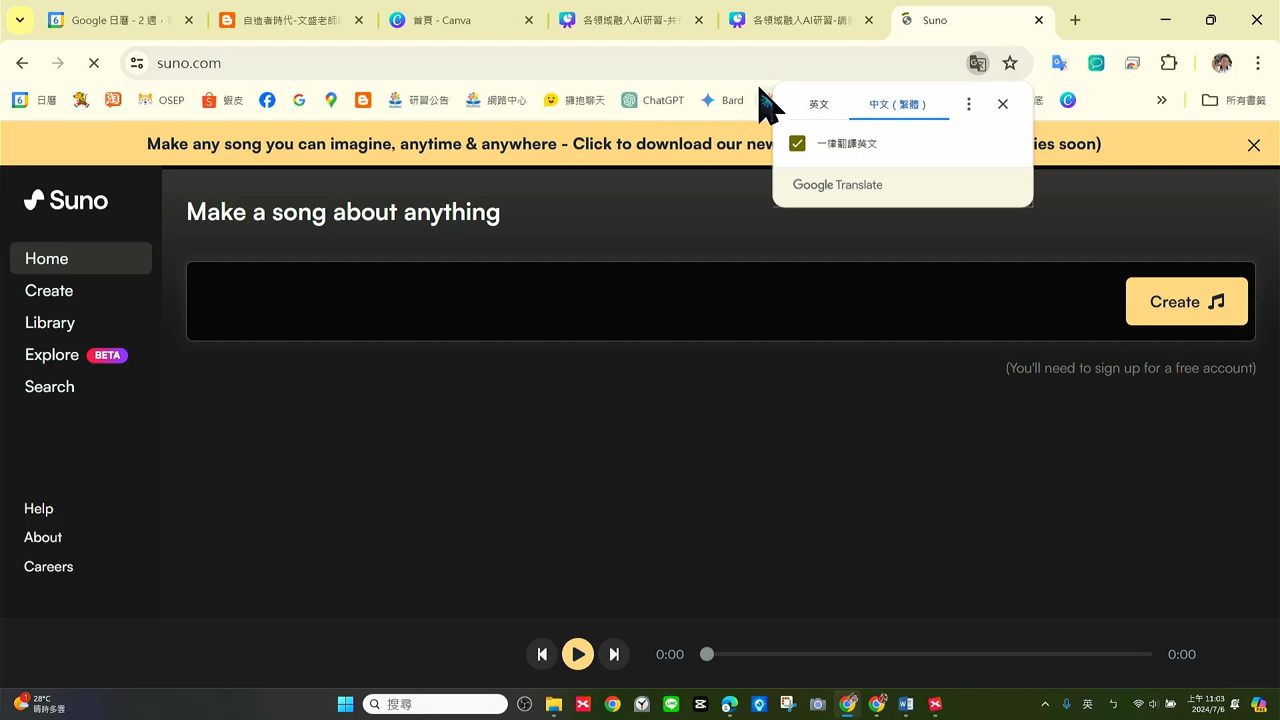 Google 日曆 - 2 週，
自造者時代-文盛老師
首頁 - Canva
各領域融入AI研習-共
各領域融入AI研習-講
Suno
suno.com
日曆
OSEP
蝦皮
研習公告
網路中心
擁抱聊天
ChatGPT
Bard
底
所有書籤
英文
中文 ( 繁體 )
一律翻譯英文
Google Translate
Make any song you can imagine, anytime & anywhere - Click to download our new
ies soon)
Suno
Home
Create
Library
Explore BETA
Search
Help
About
Careers
Make a song about anything
Create
(You'll need to sign up for a free account)
0:00
0:00
28°C
晴時多雲
搜尋
英
上午 11:03
2024/7/6